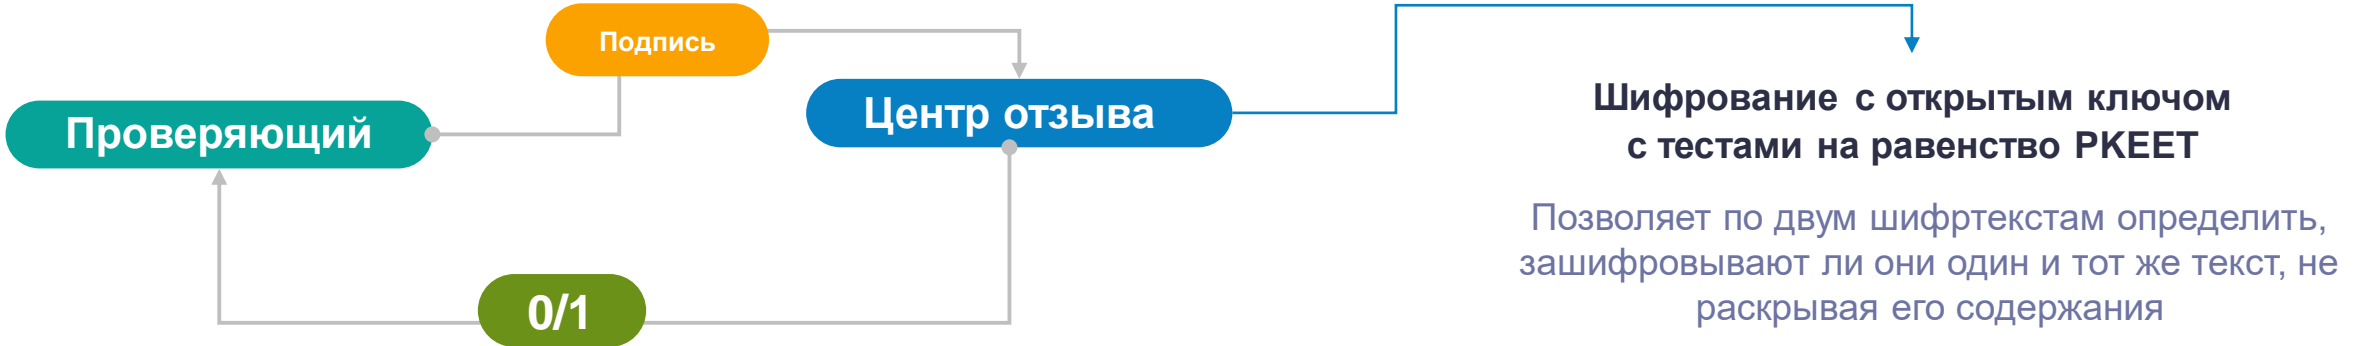 Подпись
Проверяющий
Центр отзыва
0/1
Шифрование с открытым ключом
с тестами на равенство PKEET
Позволяет по двум шифртекстам определить,
зашифровывают ли они один и тот же текст, не
раскрывая его содержания